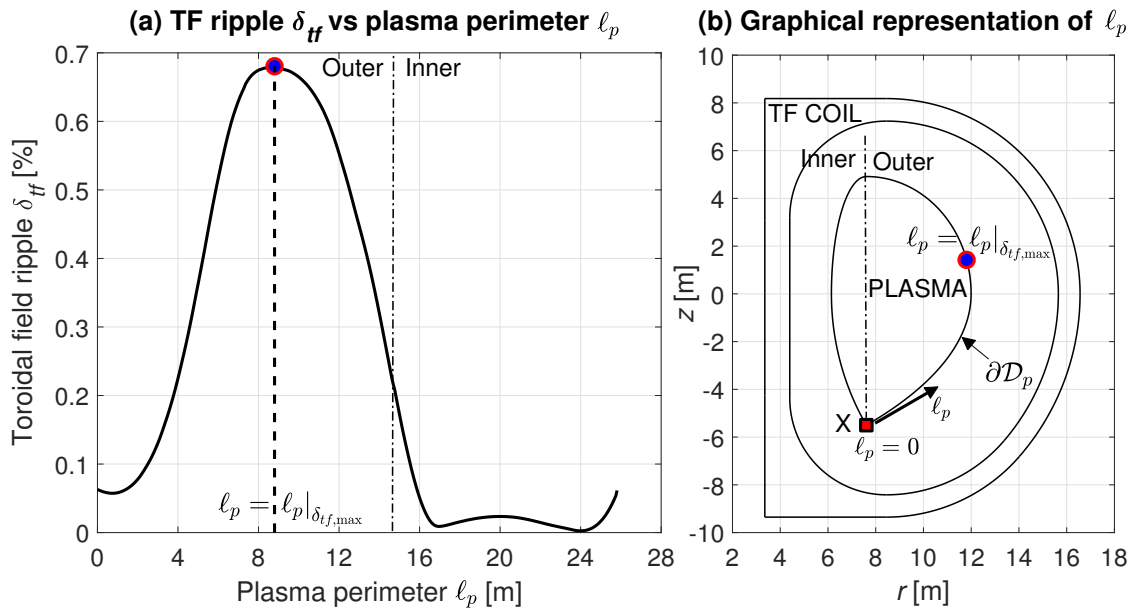 (a) TF ripple δ_tf vs plasma perimeter ℓ_p
0.7
0.6
0.5
0.4
0.3
0.2
0.1
0
Toroidal field ripple δ_tf [%]
Outer
Inner
ℓ_p = ℓ_p|δ_tf,max
0 4 8 12 16 20 24 28
Plasma perimeter ℓ_p [m]
(b) Graphical representation of ℓ_p
10
8
6
4
2
0
-2
-4
-6
-8
-10
z [m]
TF COIL
Inner
Outer
ℓ_p = ℓ_p|δ_tf,max
PLASMA
∂𝒟_p
ℓ_p
X
ℓ_p = 0
2 4 6 8 10 12 14 16 18
r [m]